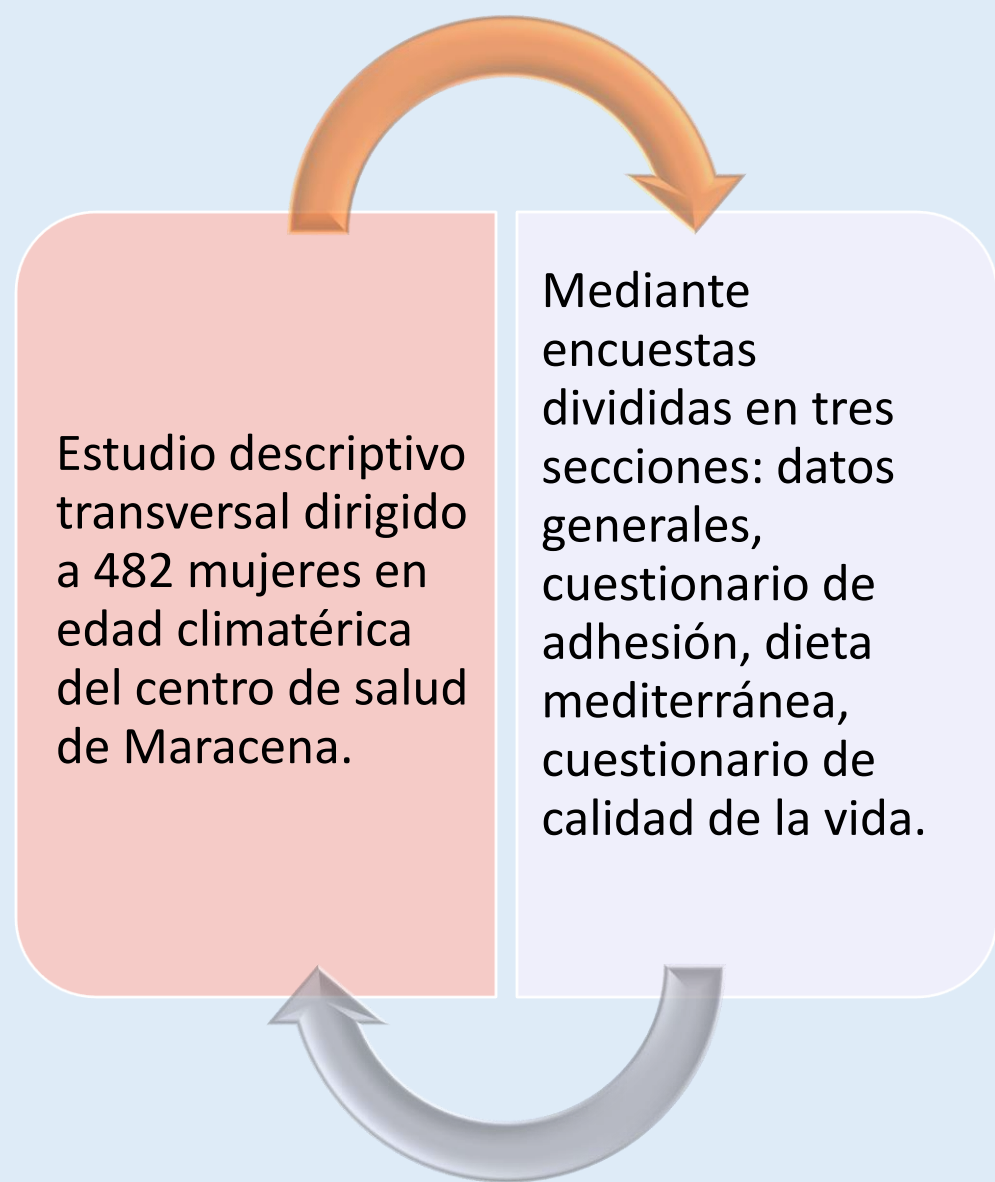 Estudio descriptivo
transversal dirigido
a 482 mujeres en
edad climatérica
del centro de salud
de Maracena.
Mediante
encuestas
divididas en tres
secciones: datos
generales,
cuestionario de
adhesión, dieta
mediterránea,
cuestionario de
calidad de la vida.